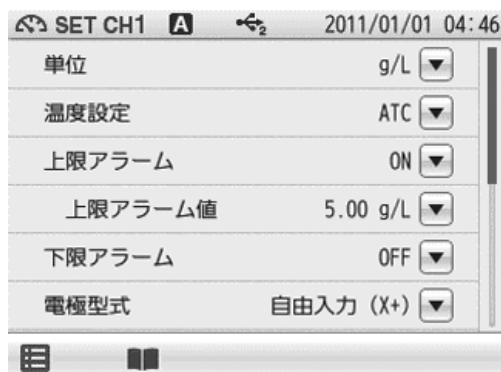 SET CH1 A 2 2011/01/01 04:46
単位 g/L
温度設定 ATC
上限アラーム ON
上限アラーム値 5.00 g/L
下限アラーム OFF
電極型式 自由入力 (X+)